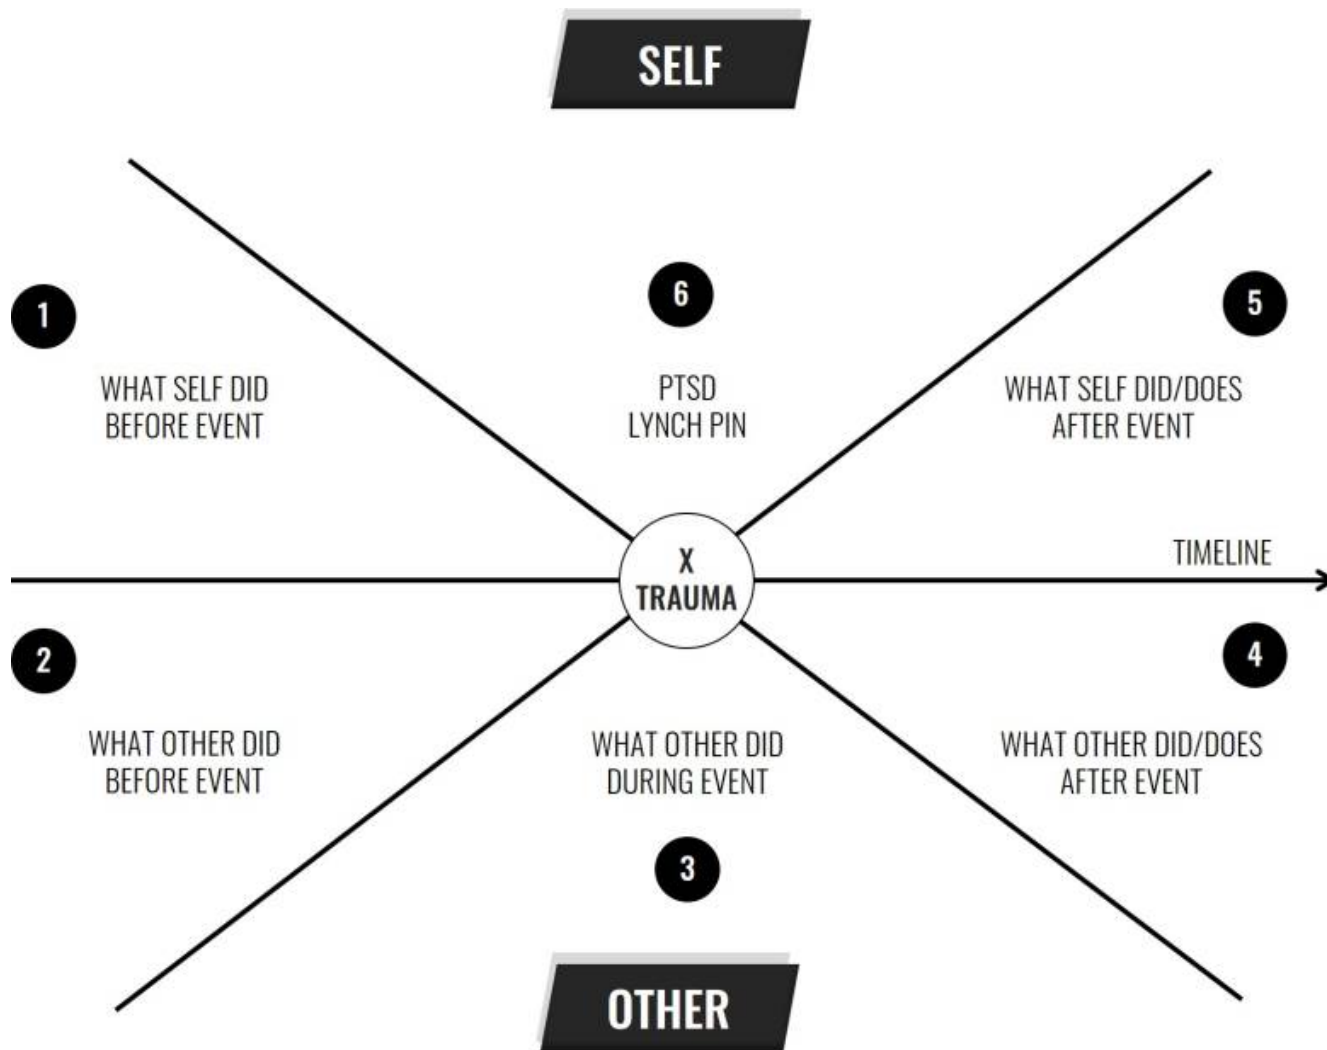 SELF
1
6
5
WHAT SELF DID
BEFORE EVENT
PTSD
LYNCH PIN
WHAT SELF DID/DOES
AFTER EVENT
X
TRAUMA
TIMELINE
2
4
WHAT OTHER DID
BEFORE EVENT
WHAT OTHER DID
DURING EVENT
WHAT OTHER DID/DOES
AFTER EVENT
3
OTHER